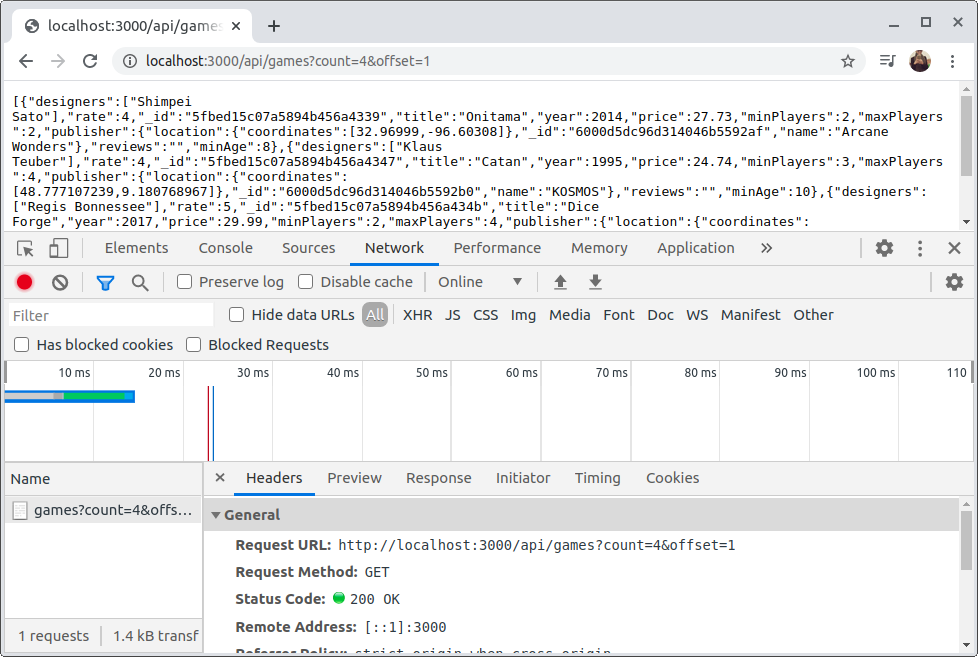 localhost:3000/api/games
localhost:3000/api/games?count=4&offset=1
[{"designers":["Shimpei
Sato"],"rate":4,"_id":"5fbed15c07a5894b456a4339","title":"Onitama","year":2014,"price":27.73,"minPlayers":2,"maxPlayers
":2,"publisher":{"location":{"coordinates":[32.96999,-96.60308]},"_id":"6000d5dc96d314046b5592af","name":"Arcane
Wonders"},"reviews":"","minAge":8},{"designers":["Klaus
Teuber"],"rate":4,"_id":"5fbed15c07a5894b456a4347","title":"Catan","year":1995,"price":24.74,"minPlayers":3,"maxPlayers
":4,"publisher":{"location":{"coordinates":
[48.777107239,9.180768967]},"_id":"6000d5dc96d314046b5592b0","name":"KOSMOS"},"reviews":"","minAge":10},{"designers":
["Regis Bonnessee"],"rate":5,"_id":"5fbed15c07a5894b456a434b","title":"Dice
Forge","year":2017,"price":29.99,"minPlayers":2,"maxPlayers":4,"publisher":{"location":{"coordinates":
Elements Console Sources Network Performance Memory Application »
Preserve log Disable cache Online
Filter Hide data URLs All XHR JS CSS Img Media Font Doc WS Manifest Other
Has blocked cookies Blocked Requests
10 ms 20 ms 30 ms 40 ms 50 ms 60 ms 70 ms 80 ms 90 ms 100 ms 110
Name Headers Preview Response Initiator Timing Cookies
games?count=4&offs... General
Request URL: http://localhost:3000/api/games?count=4&offset=1
Request Method: GET
Status Code: 200 OK
Remote Address: [::1]:3000
1 requests 1.4 kB transf
Referrer Policy: strict-origin-when-cross-origin